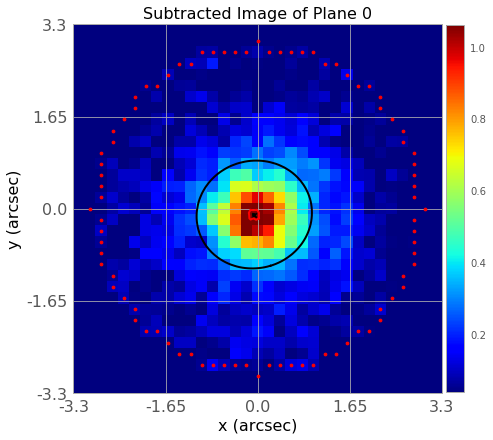 Subtracted Image of Plane 0
3.3
1.65
0.0
-1.65
-3.3
y (arcsec)
-3.3 -1.65 0.0 1.65 3.3
x (arcsec)
1.0
0.8
0.6
0.4
0.2